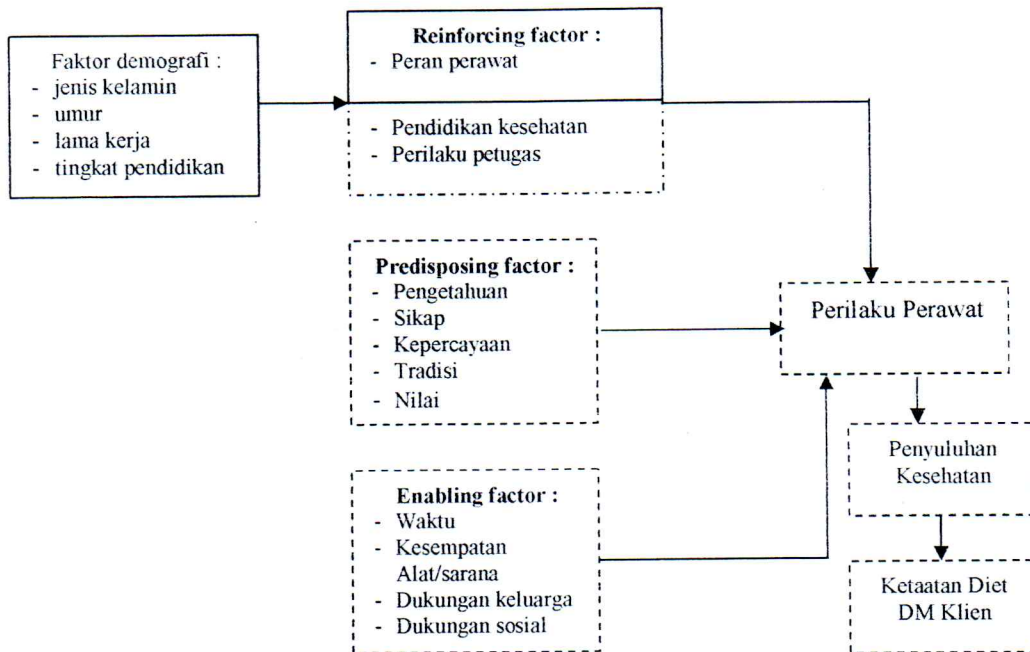 Faktor demografi :
- jenis kelamin
- umur
- lama kerja
- tingkat pendidikan
Reinforcing factor :
- Peran perawat
- Pendidikan kesehatan
- Perilaku petugas
Predisposing factor :
- Pengetahuan
- Sikap
- Kepercayaan
- Tradisi
- Nilai
Enabling factor :
- Waktu
- Kesempatan
Alat/sarana
- Dukungan keluarga
- Dukungan sosial
Perilaku Perawat
Penyuluhan
Kesehatan
Ketaatan Diet
DM Klien